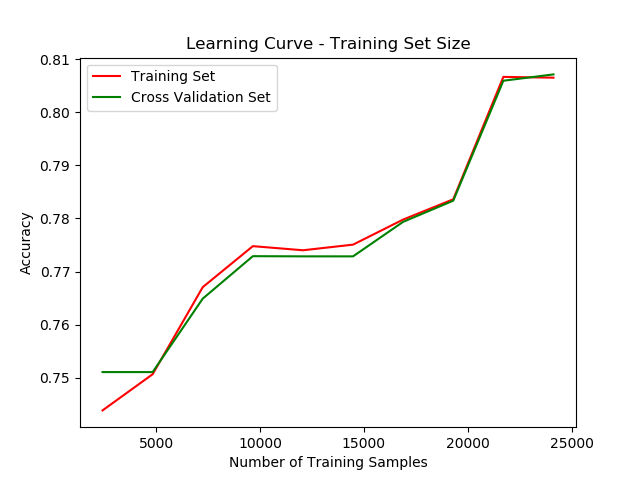 Learning Curve - Training Set Size
Training Set
Cross Validation Set
0.81
0.80
0.79
0.78
0.77
0.76
0.75
Accuracy
5000
10000
15000
20000
25000
Number of Training Samples